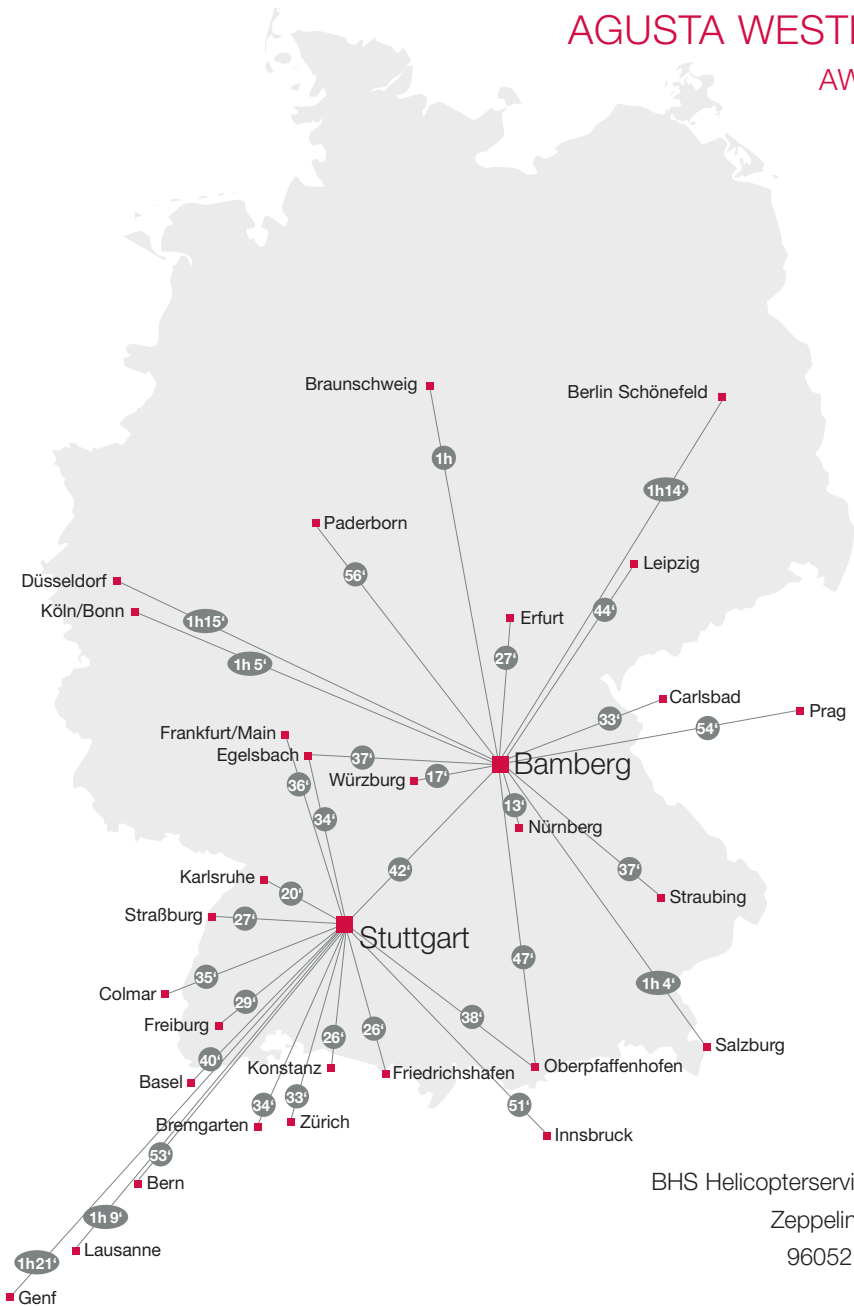 AGUSTA WESTL
AW
Braunschweig
Berlin Schönefeld
1h
1h14‘
Paderborn
56‘
Leipzig
Düsseldorf
Köln/Bonn
1h15‘
44‘
Erfurt
1h 5‘
27‘
Carlsbad
Prag
33‘
54‘
Frankfurt/Main
Egelsbach
37‘
Bamberg
Würzburg
17‘
36‘
13‘
34‘
Nürnberg
42‘
37‘
Karlsruhe
20‘
Straubing
Straßburg
27‘
Stuttgart
47‘
35‘
1h 4‘
Colmar
29‘
38‘
Freiburg
26‘
26‘
Salzburg
40‘
Konstanz
Friedrichshafen
Oberpfaffenhofen
Basel
33‘
34‘
51‘
Bremgarten
Zürich
Innsbruck
53‘
Bern
BHS Helicopterservi
1h 9‘
Zeppelin
Lausanne
96052
1h21‘
Genf